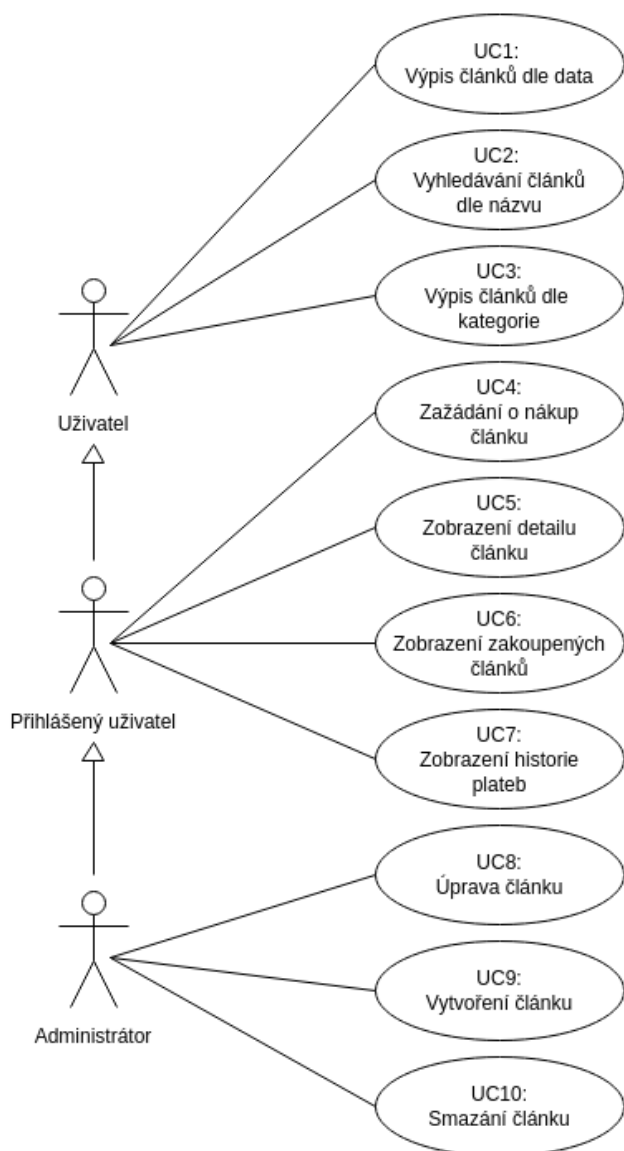 UC1:
Výpis článků dle data
UC2:
Vyhledávání článků
dle názvu
UC3:
Výpis článků dle
kategorie
Uživatel
UC4:
Zažádání o nákup
článku
UC5:
Zobrazení detailu
článku
UC6:
Zobrazení zakoupených
článků
Přihlášený uživatel
UC7:
Zobrazení historie
plateb
UC8:
Úprava článku
UC9:
Vytvoření článku
Administrátor
UC10:
Smazání článku